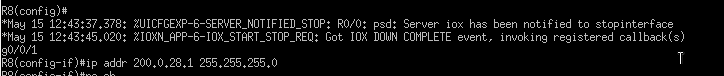 R8(config)#
*May 15 12:43:37.378: %UICFGEXP-6-SERVER_NOTIFIED_STOP: R0/0: psd: Server iox has been notified to stopinterface
*May 15 12:43:45.020: %IOXN_APP-6-IOX_START_STOP_REQ: Got IOX DOWN COMPLETE event, invoking registered callback(s)
g0/0/1
R8(config-if)#ip addr 200.0.28.1 255.255.255.0
R8(config-if)#no sh